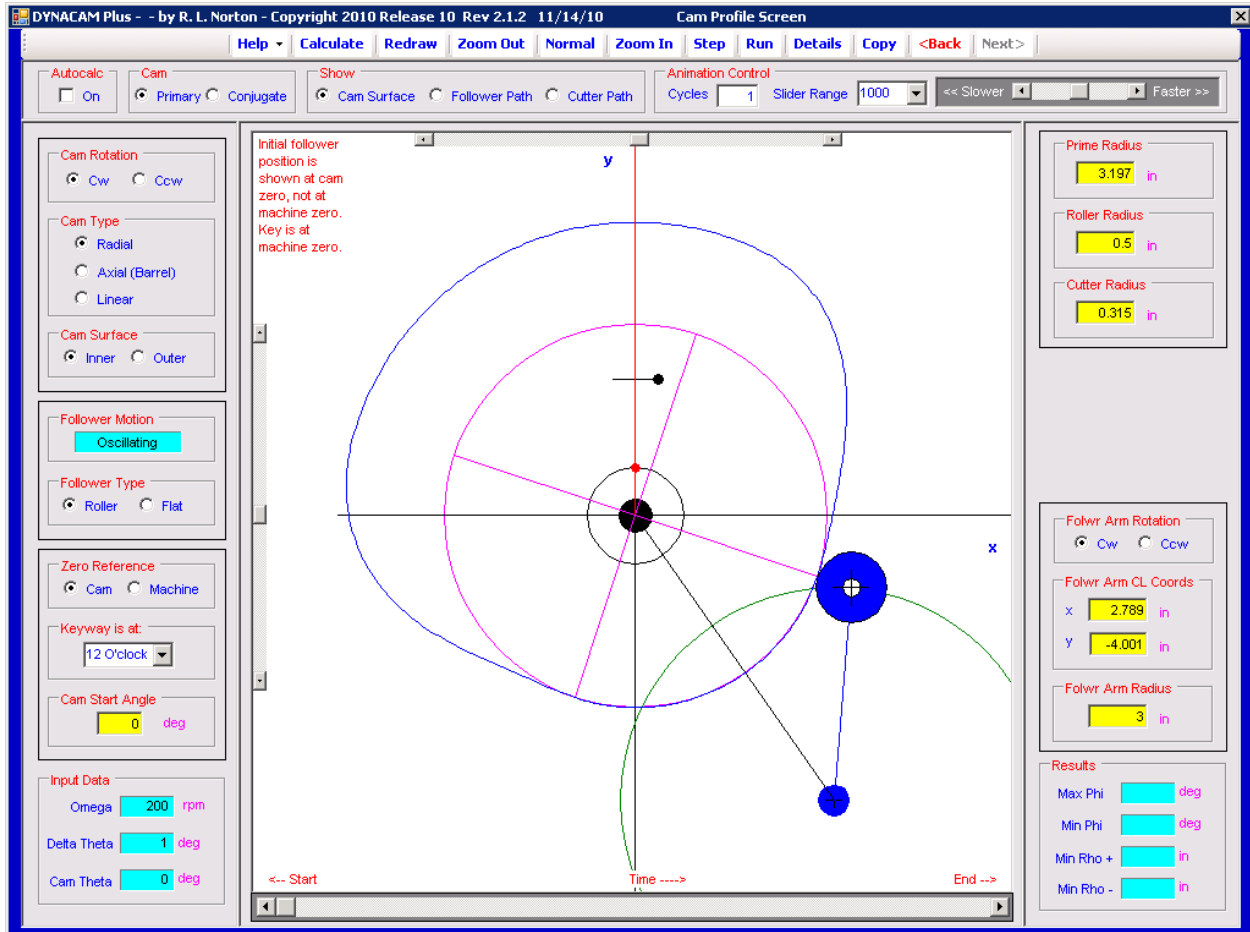 DYNACAM Plus - - by R. L. Norton - Copyright 2010 Release 10 Rev 2.1.2 11/14/10 Cam Profile Screen
Help Calculate Redraw Zoom Out Normal Zoom In Step Run Details Copy <Back Next>
Autocalc
On
Cam
Primary Conjugate
Show
Cam Surface Follower Path Cutter Path
Animation Control
Cycles 1 Slider Range 1000 << Slower Faster >>
Cam Rotation
Cw Ccw
Cam Type
Radial
Axial (Barrel)
Linear
Cam Surface
Inner Outer
Follower Motion
Oscillating
Follower Type
Roller Flat
Zero Reference
Cam Machine
Keyway is at:
12 O'clock
Cam Start Angle
0 deg
Input Data
Omega 200 rpm
Delta Theta 1 deg
Cam Theta 0 deg
Initial follower
position is
shown at cam
zero, not at
machine zero.
Key is at
machine zero.
y
x
<-- Start Time ----> End -->
Prime Radius
3.197 in
Roller Radius
0.5 in
Cutter Radius
0.315 in
Folwr Arm Rotation
Cw Ccw
Folwr Arm CL Coords
x 2.789 in
y -4.001 in
Folwr Arm Radius
3 in
Results
Max Phi deg
Min Phi deg
Min Rho + in
Min Rho - in